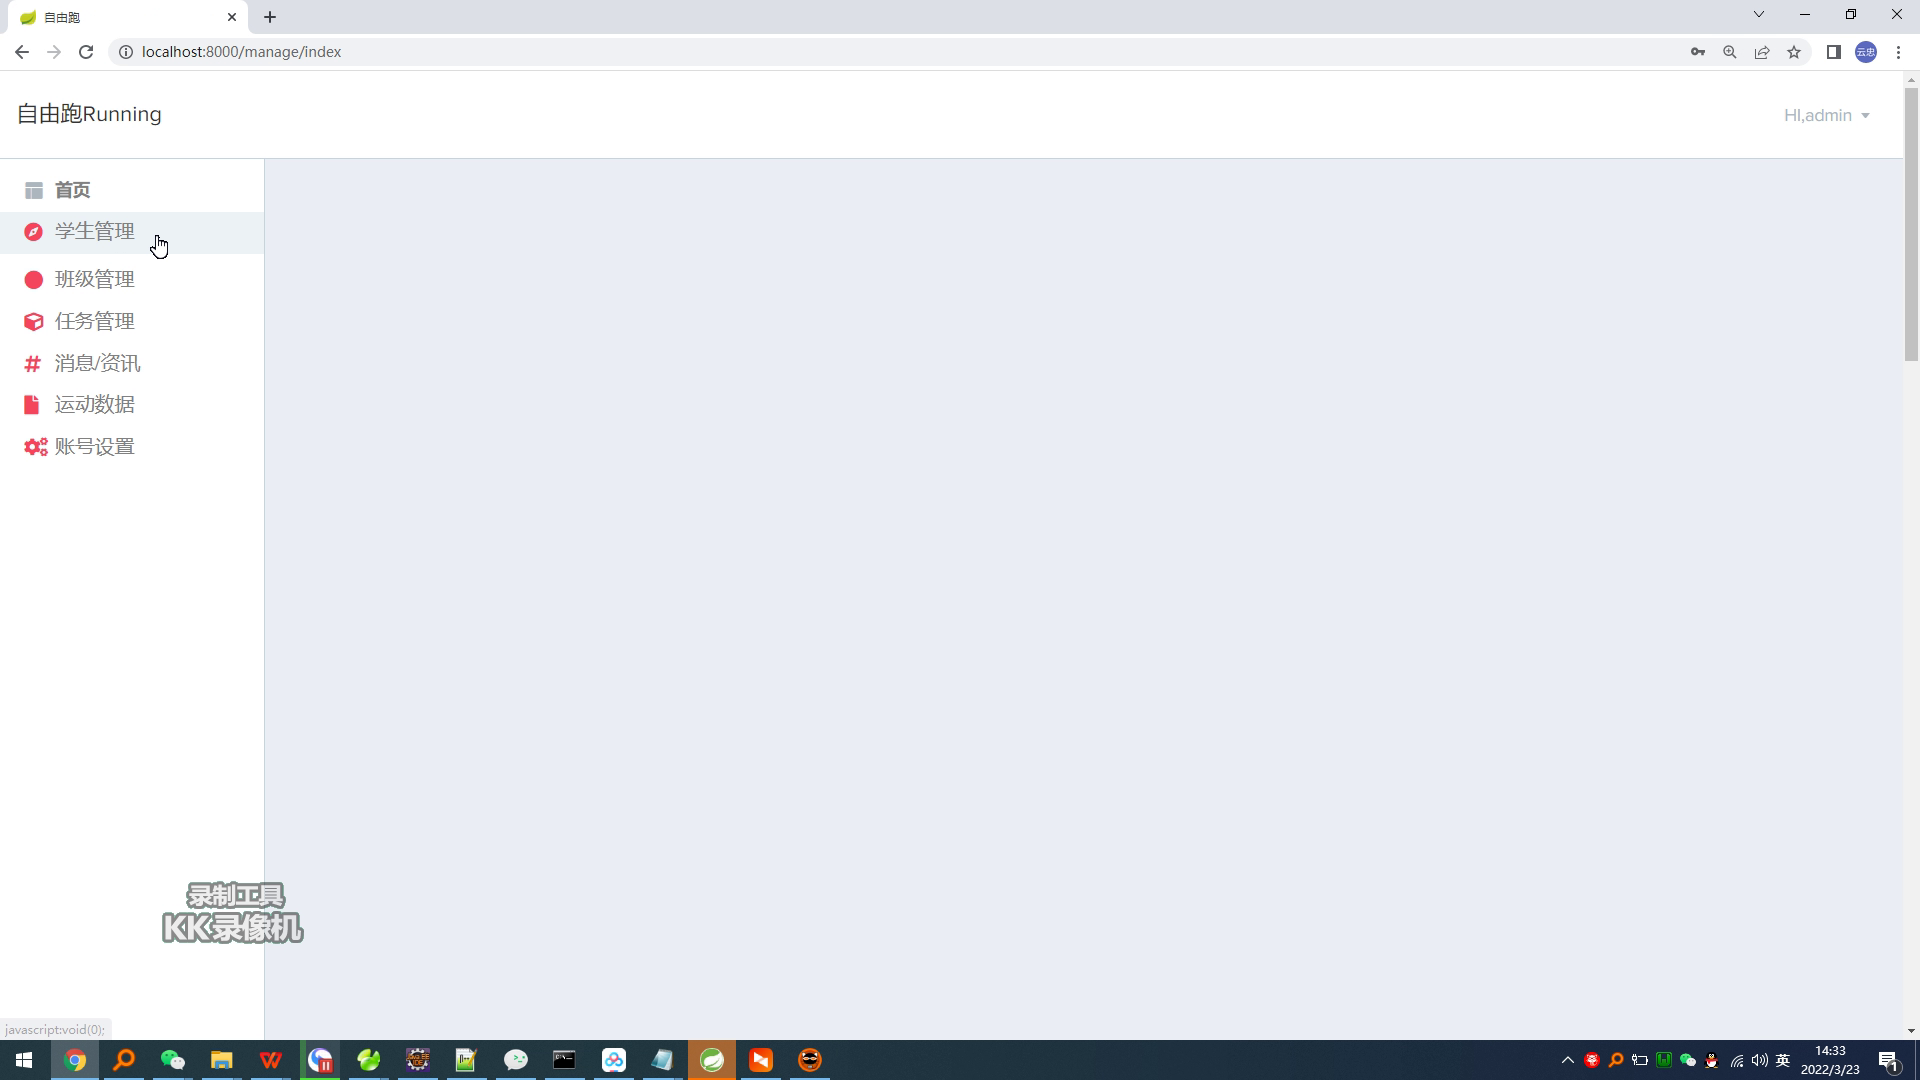 自由跑
localhost:8000/manage/index
云忠
自由跑Running
HI,admin
首页
学生管理
班级管理
任务管理
消息/资讯
运动数据
账号设置
录制工具
KK录像机
javascript:void(0);
英
14:33
2022/3/23
1